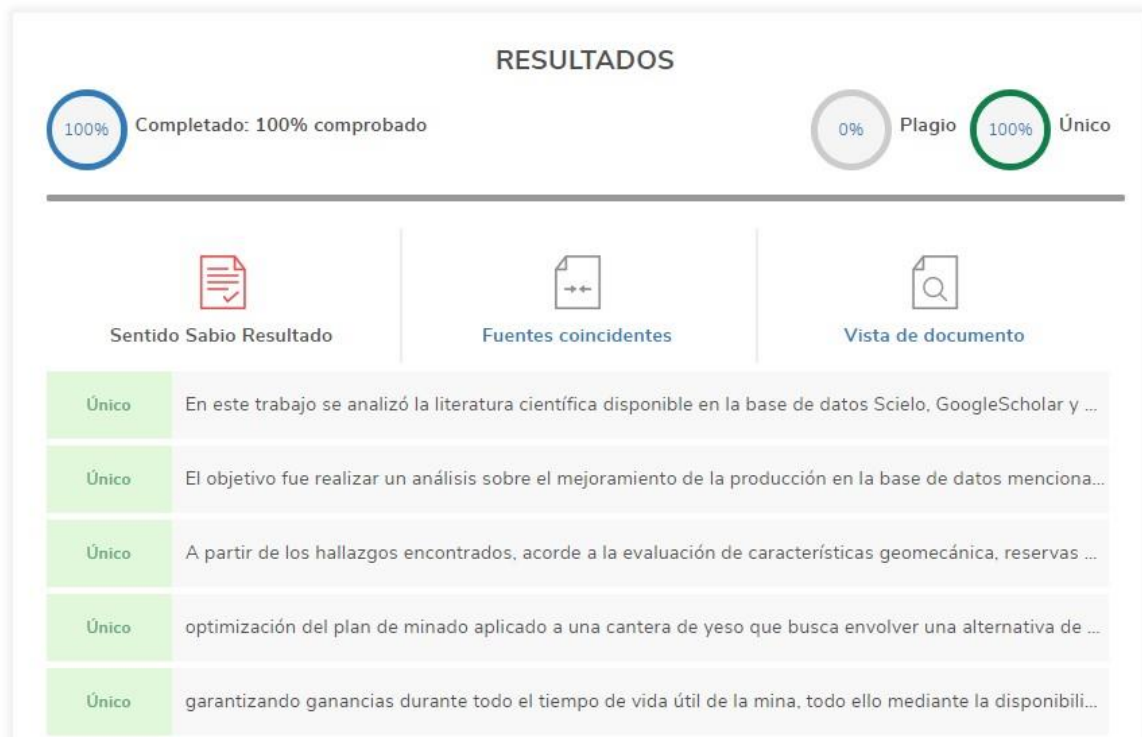 RESULTADOS
100% Completado: 100% comprobado 0% Plagio 100% Único
Sentido Sabio Resultado Fuentes coincidentes Vista de documento
Único En este trabajo se analizó la literatura científica disponible en la base de datos Scielo, GoogleScholar y ...
Único El objetivo fue realizar un análisis sobre el mejoramiento de la producción en la base de datos menciona...
Único A partir de los hallazgos encontrados, acorde a la evaluación de características geomecánica, reservas ...
Único optimización del plan de minado aplicado a una cantera de yeso que busca envolver una alternativa de ...
Único garantizando ganancias durante todo el tiempo de vida útil de la mina, todo ello mediante la disponibili...